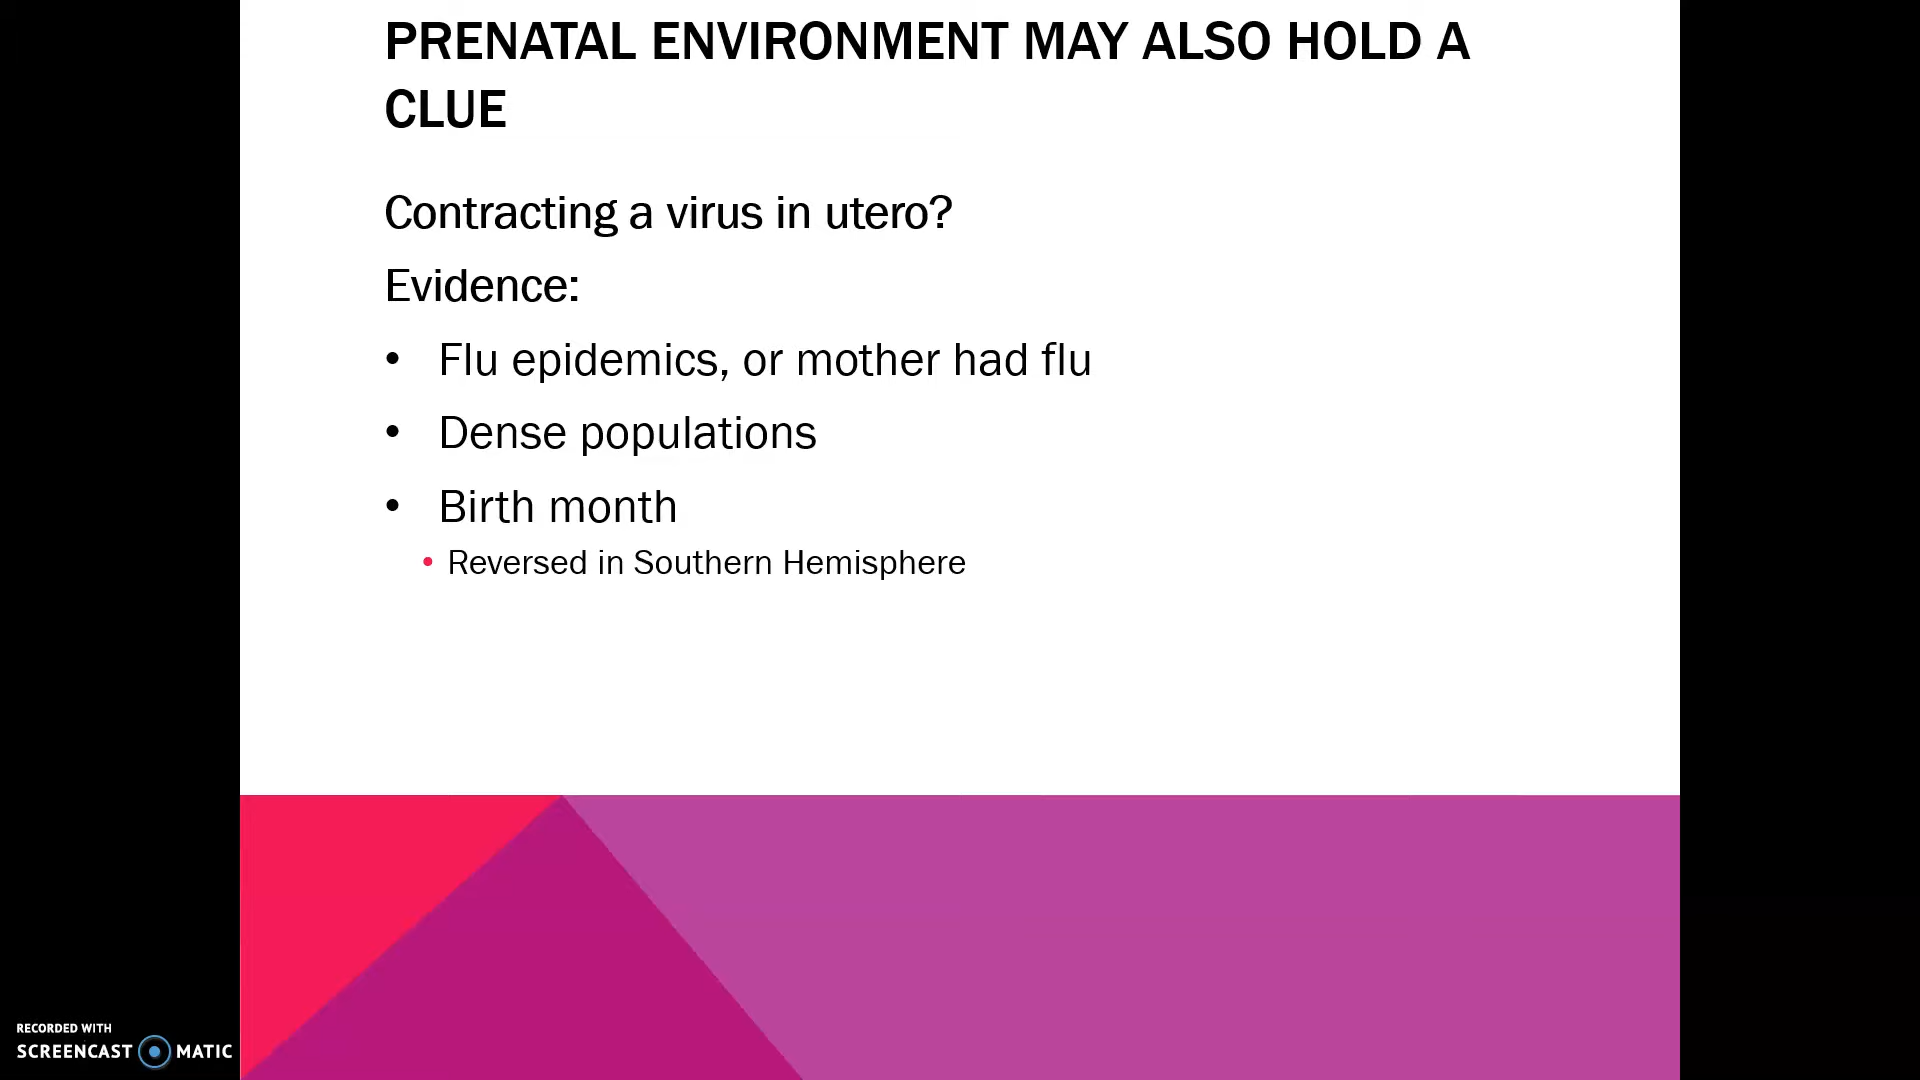 PRENATAL ENVIRONMENT MAY ALSO HOLD A
CLUE
Contracting a virus in utero?
Evidence:
• Flu epidemics, or mother had flu
• Dense populations
• Birth month
• Reversed in Southern Hemisphere
RECORDED WITH
SCREENCAST MATIC